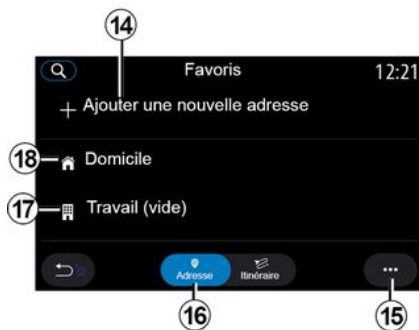 14
Favoris 12:21
Ajouter une nouvelle adresse
18 Domicile
17 Travail (vide)
Adresse Itinéraire
16 15